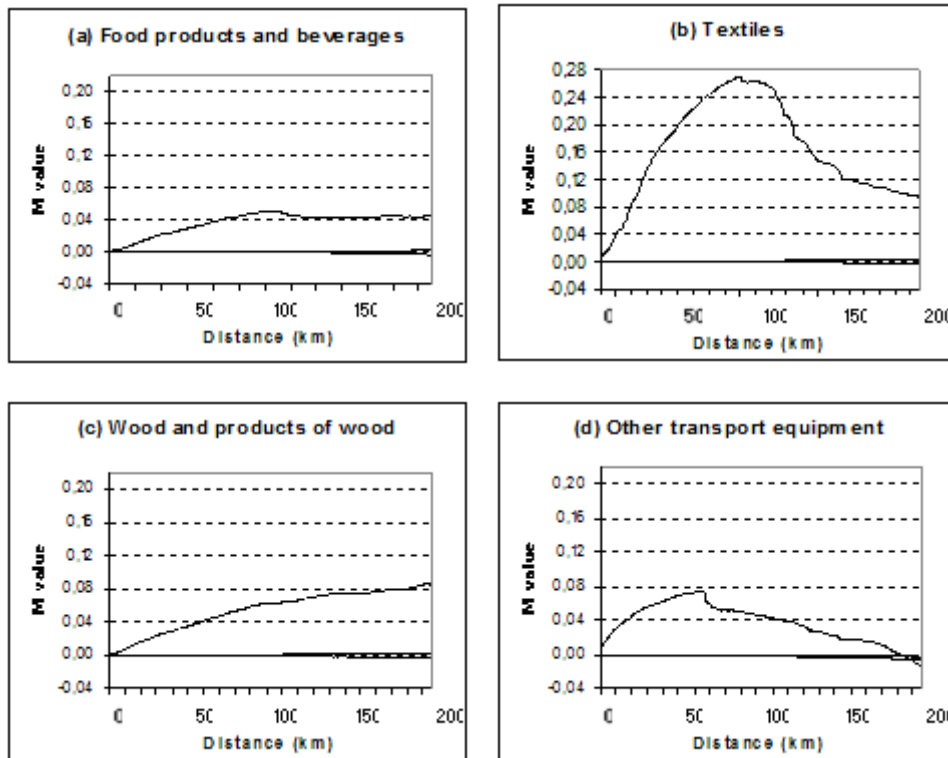 (a) Food products and beverages
0,20
0,16
0,12
0,08
0,04
0,00
-0,04
M value
0 50 100 150 200
Distance (km)
(b) Textiles
0,28
0,24
0,20
0,16
0,12
0,08
0,04
0,00
-0,04
M value
0 50 100 150 200
Distance (km)
(c) Wood and products of wood
0,20
0,16
0,12
0,08
0,04
0,00
-0,04
M value
0 50 100 150 200
Distance (km)
(d) Other transport equipment
0,20
0,16
0,12
0,08
0,04
0,00
-0,04
M value
0 50 100 150 200
Distance (km)